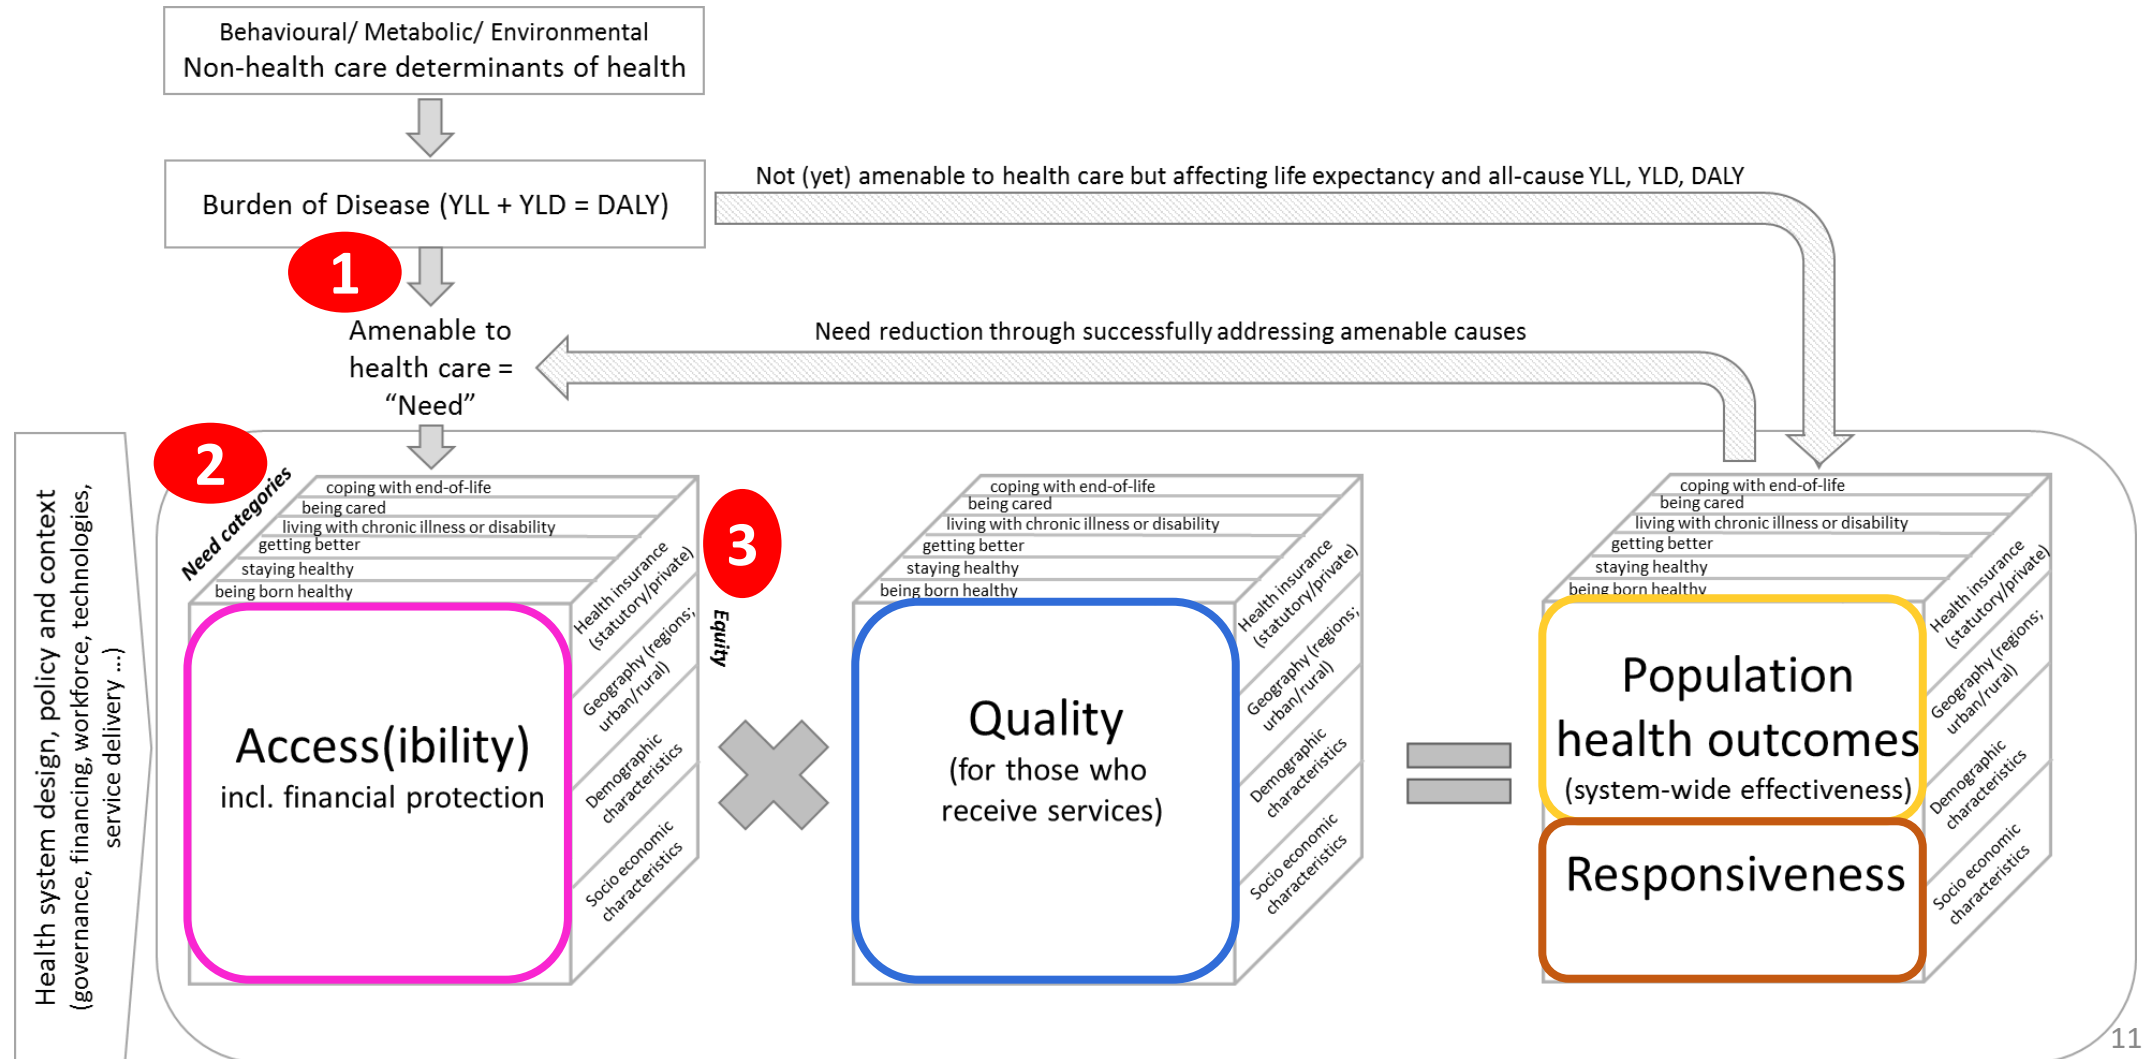 Behavioural/ Metabolic/ Environmental
Non-health care determinants of health
Burden of Disease (YLL + YLD = DALY)
Not (yet) amenable to health care but affecting life expectancy and all-cause YLL, YLD, DALY
1
Amenable to
health care =
“Need”
Need reduction through successfully addressing amenable causes
Health system design, policy and context
(governance, financing, workforce, technologies,
service delivery ...)
2
Need categories
coping with end-of-life
being cared
living with chronic illness or disability
getting better
staying healthy
being born healthy
3
Equity
Health insurance
(statutory/private)
Geography (regions;
urban/rural)
Demographic
characteristics
Socio economic
characteristics
Access(ibility)
incl. financial protection
coping with end-of-life
being cared
living with chronic illness or disability
getting better
staying healthy
being born healthy
Health insurance
(statutory/private)
Geography (regions;
urban/rural)
Demographic
characteristics
Socio economic
characteristics
Quality
(for those who
receive services)
coping with end-of-life
being cared
living with chronic illness or disability
getting better
staying healthy
being born healthy
Health insurance
(statutory/private)
Geography (regions;
urban/rural)
Demographic
characteristics
Socio economic
characteristics
Population
health outcomes
(system-wide effectiveness)
Responsiveness
11